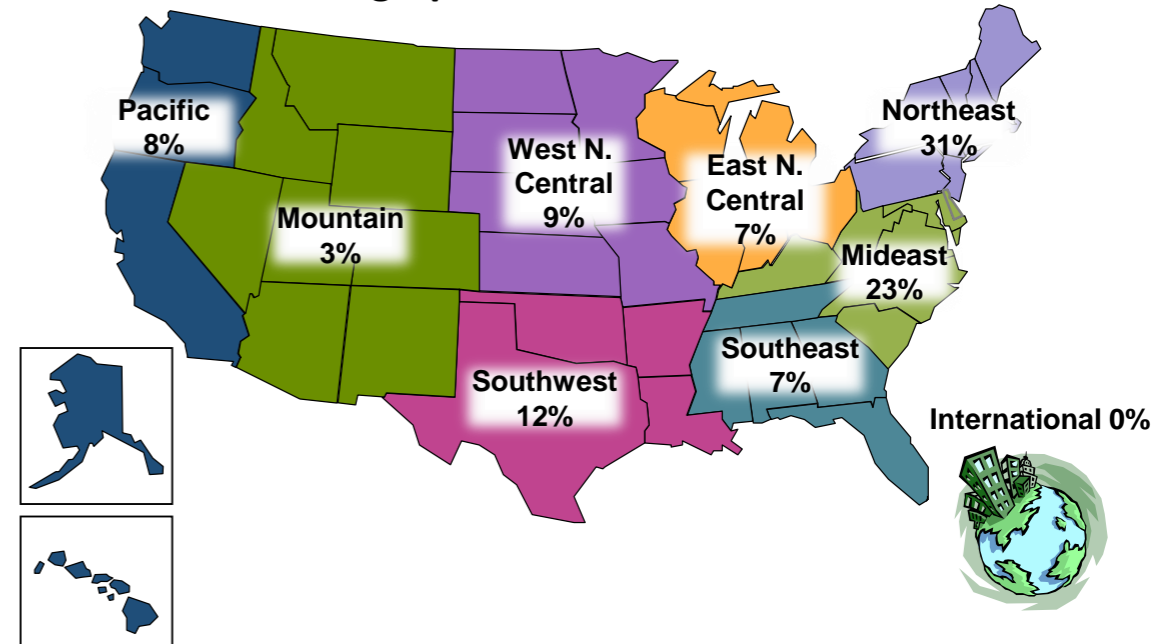 Pacific
8%
Mountain
3%
West N.
Central
9%
East N.
Central
7%
Northeast
31%
Mideast
23%
Southwest
12%
Southeast
7%
International 0%